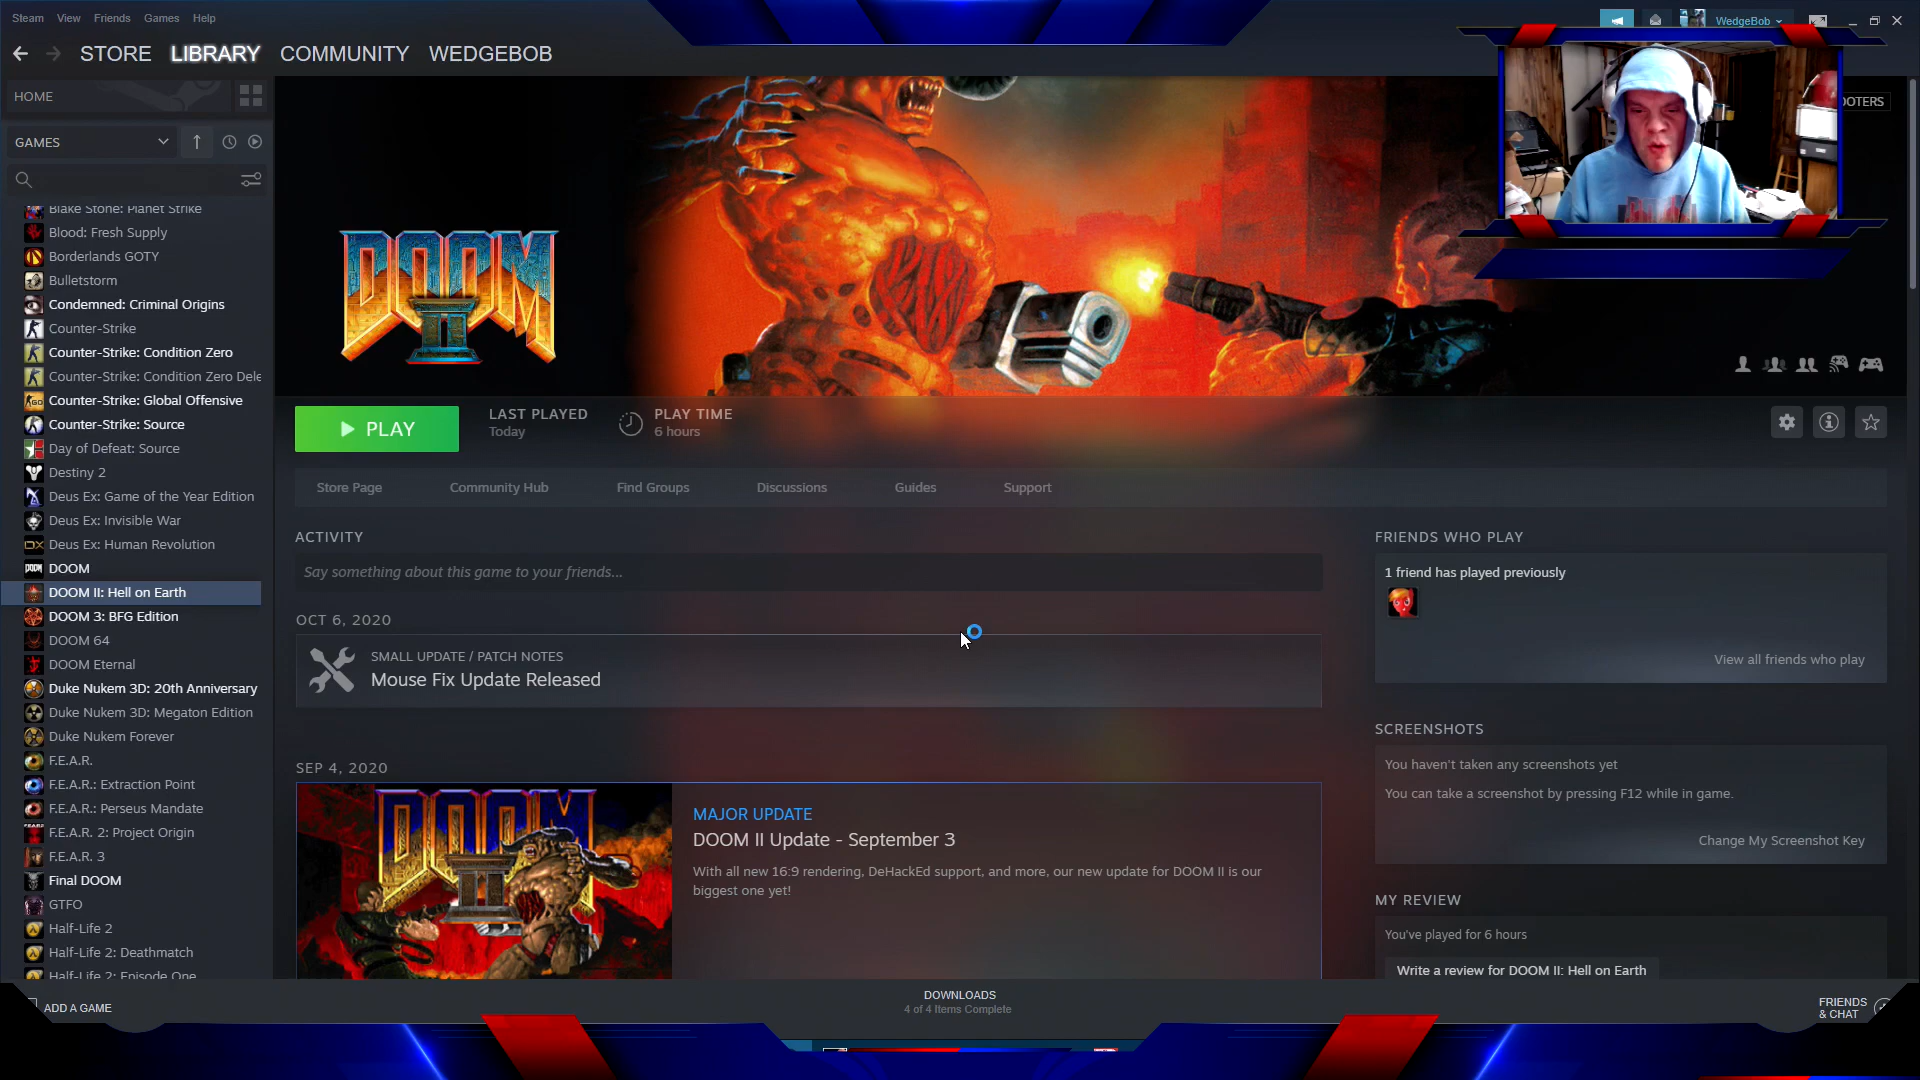 Steam View Friends Games Help
WedgeBob
STORE LIBRARY COMMUNITY WEDGEBOB
HOME
OOTERS
GAMES
Blake Stone: Planet Strike
Blood: Fresh Supply
Borderlands GOTY
Bulletstorm
Condemned: Criminal Origins
Counter-Strike
Counter-Strike: Condition Zero
Counter-Strike: Condition Zero Dele
Counter-Strike: Global Offensive
Counter-Strike: Source
Day of Defeat: Source
Destiny 2
Deus Ex: Game of the Year Edition
Deus Ex: Invisible War
Deus Ex: Human Revolution
DOOM
DOOM II: Hell on Earth
DOOM 3: BFG Edition
DOOM 64
DOOM Eternal
Duke Nukem 3D: 20th Anniversary
Duke Nukem 3D: Megaton Edition
Duke Nukem Forever
F.E.A.R.
F.E.A.R.: Extraction Point
F.E.A.R.: Perseus Mandate
F.E.A.R. 2: Project Origin
F.E.A.R. 3
Final DOOM
GTFO
Half-Life 2
Half-Life 2: Deathmatch
Half-Life 2: Episode One
ADD A GAME
DOOM II
PLAY
LAST PLAYED
Today
PLAY TIME
6 hours
Store Page Community Hub Find Groups Discussions Guides Support
ACTIVITY
Say something about this game to your friends...
OCT 6, 2020
SMALL UPDATE / PATCH NOTES
Mouse Fix Update Released
SEP 4, 2020
DOOM II
MAJOR UPDATE
DOOM II Update - September 3
With all new 16:9 rendering, DeHackEd support, and more, our new update for DOOM II is our
biggest one yet!
FRIENDS WHO PLAY
1 friend has played previously
View all friends who play
SCREENSHOTS
You haven't taken any screenshots yet
You can take a screenshot by pressing F12 while in game.
Change My Screenshot Key
MY REVIEW
You've played for 6 hours
Write a review for DOOM II: Hell on Earth
DOWNLOADS
4 of 4 Items Complete
FRIENDS
& CHAT